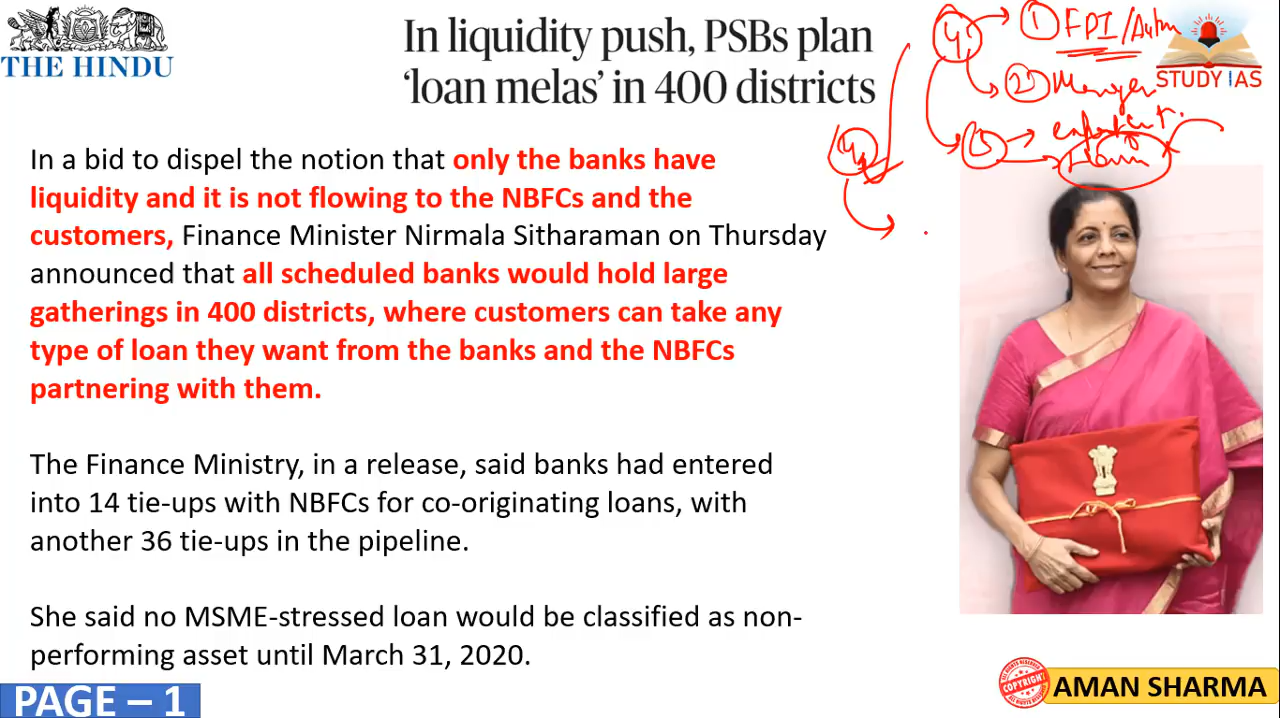 THE HINDU
In liquidity push, PSBs plan
‘loan melas’ in 400 districts
① FPI/Autm
② Merger
③ export
STUDY IAS
In a bid to dispel the notion that only the banks have
liquidity and it is not flowing to the NBFCs and the
customers, Finance Minister Nirmala Sitharaman on Thursday
announced that all scheduled banks would hold large
gatherings in 400 districts, where customers can take any
type of loan they want from the banks and the NBFCs
partnering with them.
The Finance Ministry, in a release, said banks had entered
into 14 tie-ups with NBFCs for co-originating loans, with
another 36 tie-ups in the pipeline.
She said no MSME-stressed loan would be classified as non-
performing asset until March 31, 2020.
PAGE – 1
COPYRIGHT
AMAN SHARMA